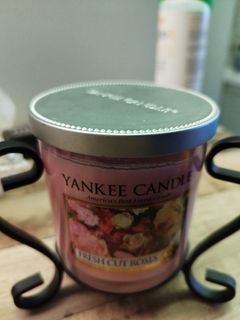 YANKEE CANDLE
America's Best Loved Candle
FRESH CUT ROSES